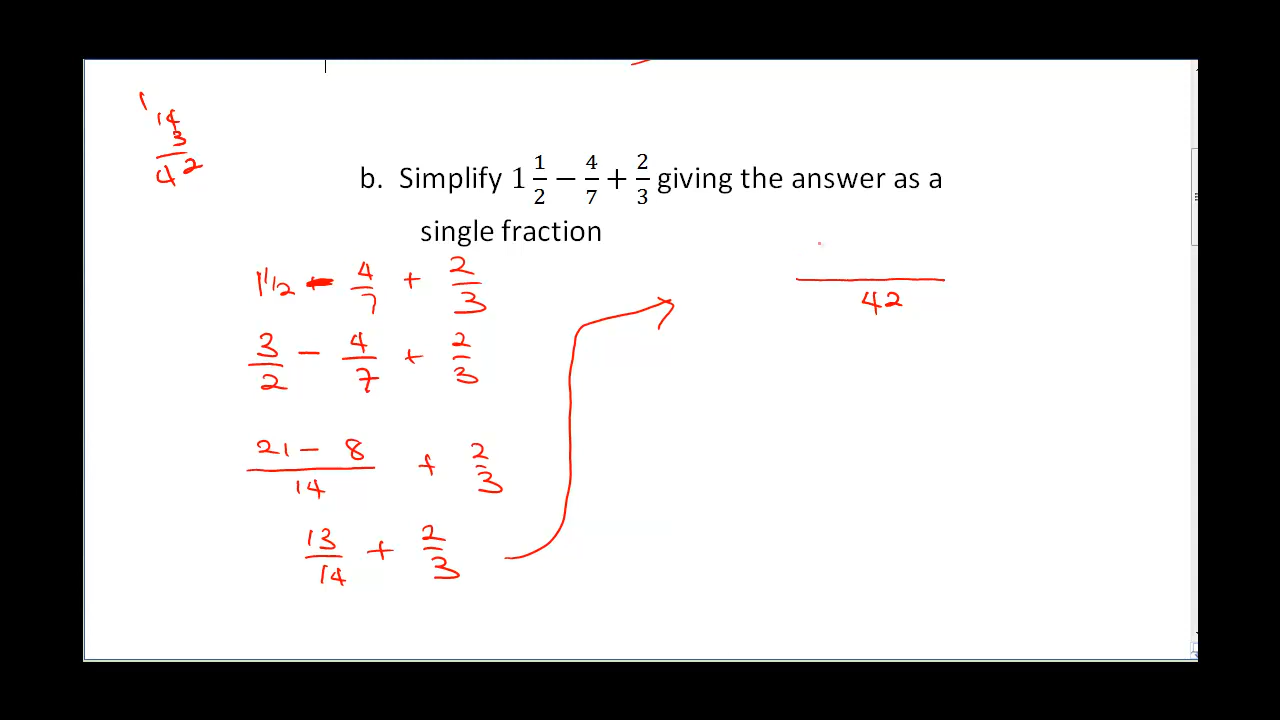 1
14
3
42
b. Simplify 1 1/2 − 4/7 + 2/3 giving the answer as a
single fraction
1 1/2 - 4/7 + 2/3
3/2 - 4/7 + 2/3
21 - 8/14 + 2/3
13/14 + 2/3
42